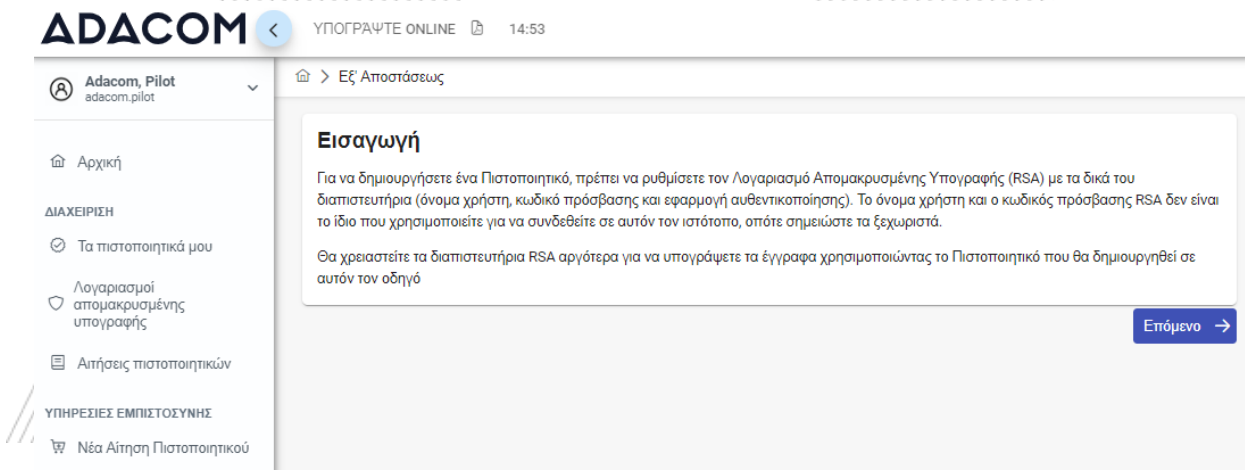 ADACOM
ΥΠΟΓΡΆΨΤΕ ONLINE 14:53
Adacom, Pilot
adacom.pilot
Αρχική
ΔΙΑΧΕΙΡΙΣΗ
Τα πιστοποιητικά μου
Λογαριασμοί
απομακρυσμένης
υπογραφής
Αιτήσεις πιστοποιητικών
ΥΠΗΡΕΣΙΕΣ ΕΜΠΙΣΤΟΣΥΝΗΣ
Νέα Αίτηση Πιστοποιητικού
Εξ' Αποστάσεως
Εισαγωγή
Για να δημιουργήσετε ένα Πιστοποιητικό, πρέπει να ρυθμίσετε τον Λογαριασμό Απομακρυσμένης Υπογραφής (RSA) με τα δικά του
διαπιστευτήρια (όνομα χρήστη, κωδικό πρόσβασης και εφαρμογή αυθεντικοποίησης). Το όνομα χρήστη και ο κωδικός πρόσβασης RSA δεν είναι
το ίδιο που χρησιμοποιείτε για να συνδεθείτε σε αυτόν τον ιστότοπο, οπότε σημειώστε τα ξεχωριστά.
Θα χρειαστείτε τα διαπιστευτήρια RSA αργότερα για να υπογράψετε τα έγγραφα χρησιμοποιώντας το Πιστοποιητικό που θα δημιουργηθεί σε
αυτόν τον οδηγό
Επόμενο